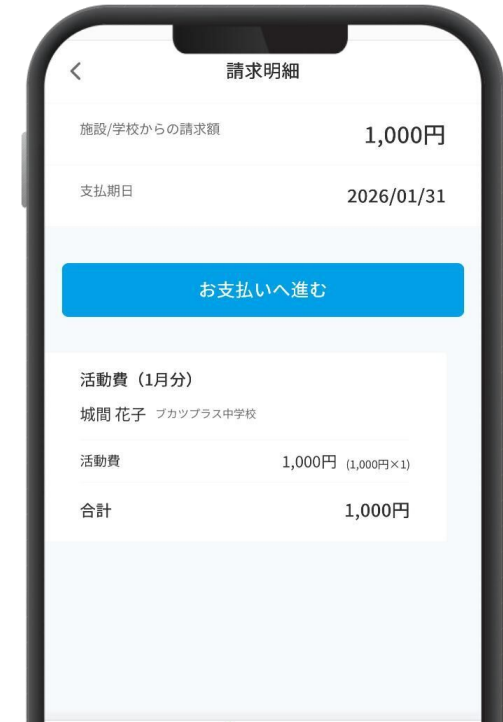 請求明細
施設/学校からの請求額 1,000円
支払期日 2026/01/31
お支払いへ進む
活動費（1月分）
城間 花子 ブカツプラス中学校
活動費 1,000円 (1,000円×1)
合計 1,000円